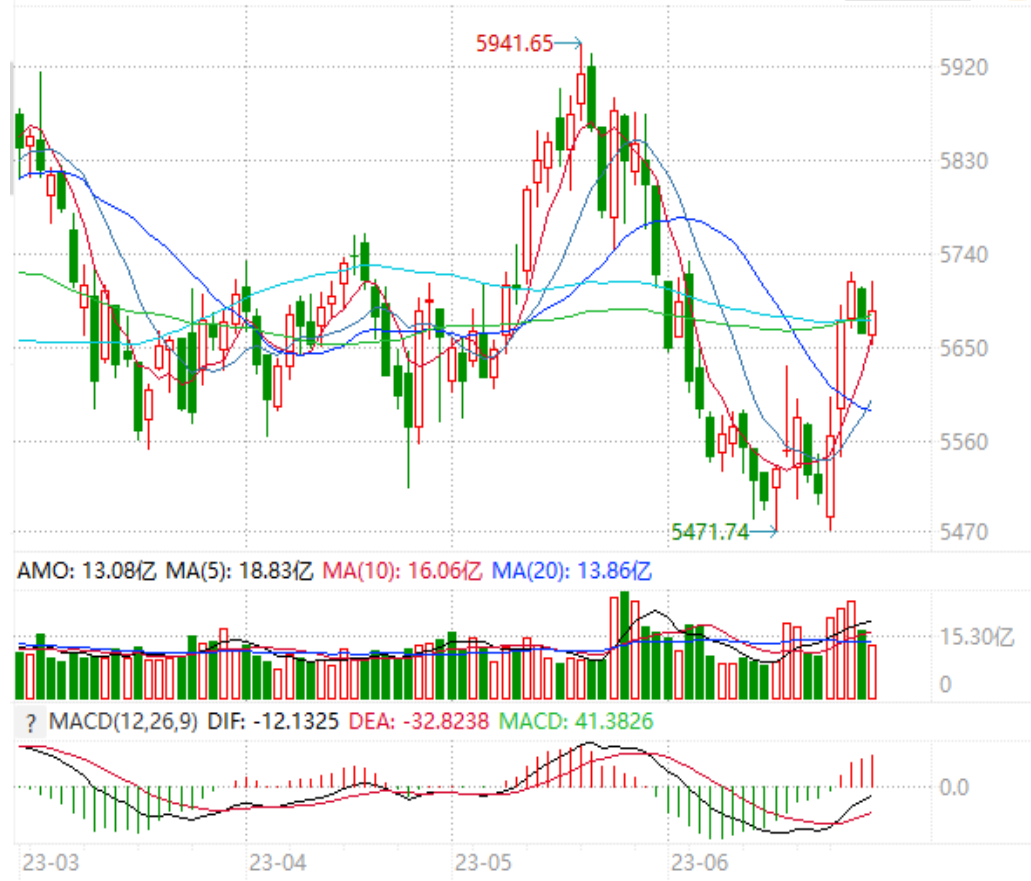 5941.65
5920
5830
5740
5650
5560
5471.74
5470
AMO: 13.08亿 MA(5): 18.83亿 MA(10): 16.06亿 MA(20): 13.86亿
15.30亿
0
? MACD(12,26,9) DIF: -12.1325 DEA: -32.8238 MACD: 41.3826
0.0
23-03 23-04 23-05 23-06